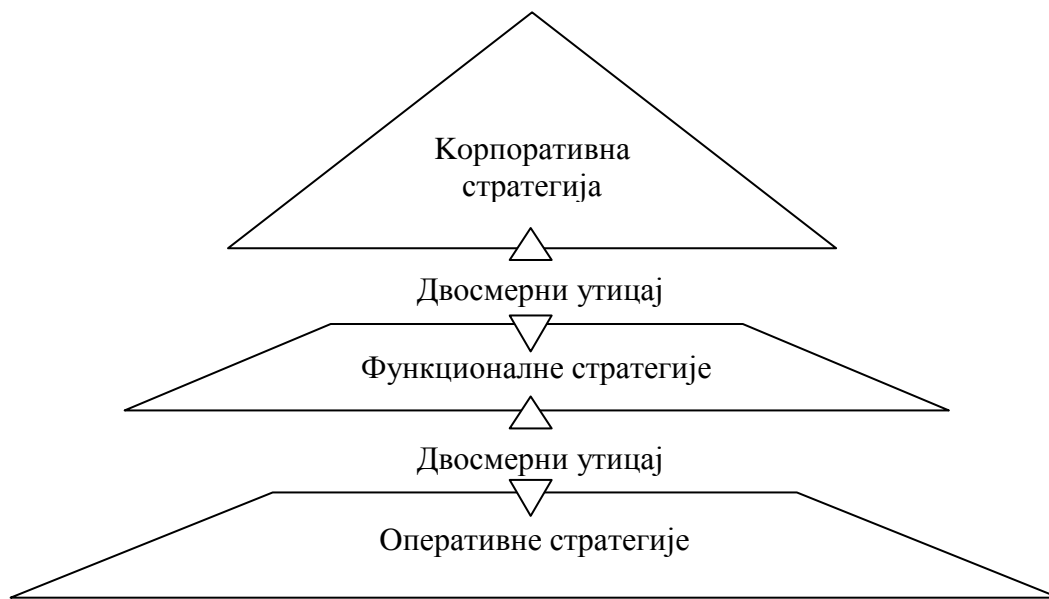 Корпоративна
стратегија
Двосмерни утицај
Функционалне стратегије
Двосмерни утицај
Оперативне стратегије